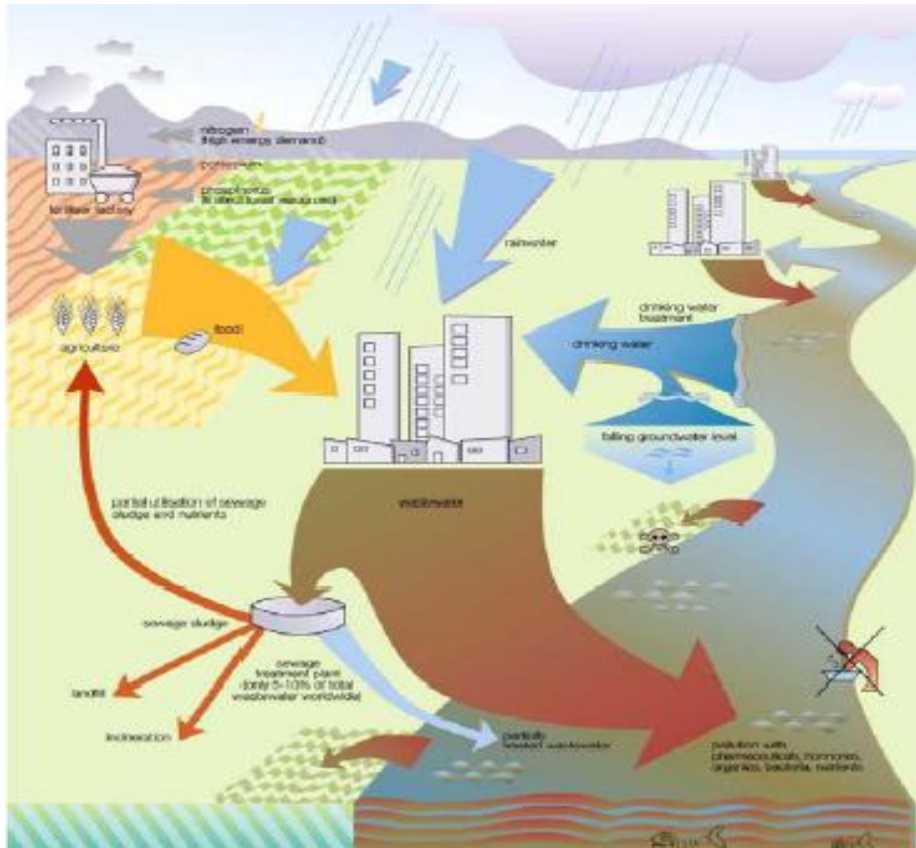 nitrogen
(high energy demand)
potassium
phosphorus
fertiliser factory
rainwater
drinking water
treatment
drinking water
food
agriculture
falling groundwater level
partial utilisation of sewage
sludge and nutrients
wastewater
sewage sludge
sewage
treatment plant
(only 5-10% of total
wastewater worldwide)
landfill
incineration
partially
treated wastewater
pollution with
pharmaceuticals, hormones,
organics, bacteria, nutrients